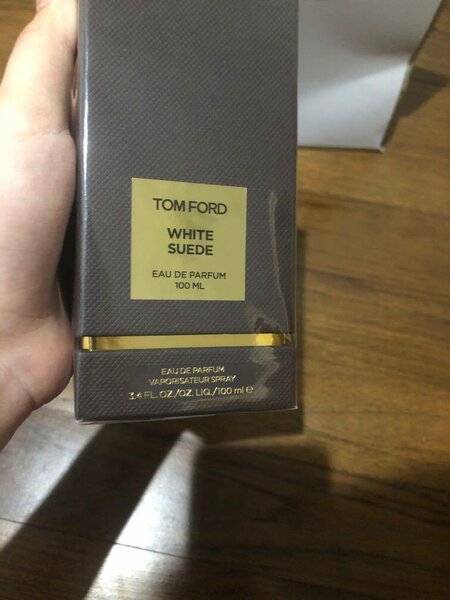 TOM FORD
WHITE
SUEDE
EAU DE PARFUM
100 ML
EAU DE PARFUM
VAPORISATEUR SPRAY
3.4 FL. OZ./OZ. LIQ./100 ml e